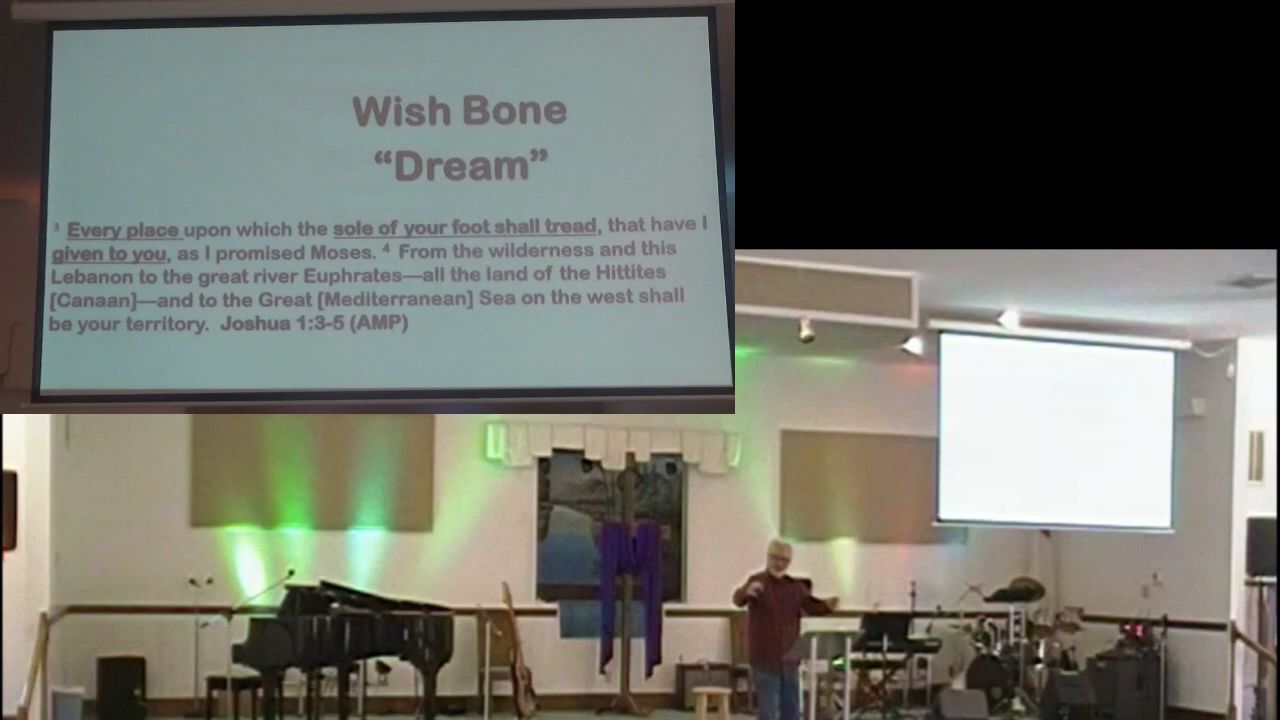 Wish Bone
“Dream”
³ Every place upon which the sole of your foot shall tread, that have I
given to you, as I promised Moses. ⁴ From the wilderness and this
Lebanon to the great river Euphrates—all the land of the Hittites
[Canaan]—and to the Great [Mediterranean] Sea on the west shall
be your territory. Joshua 1:3-5 (AMP)